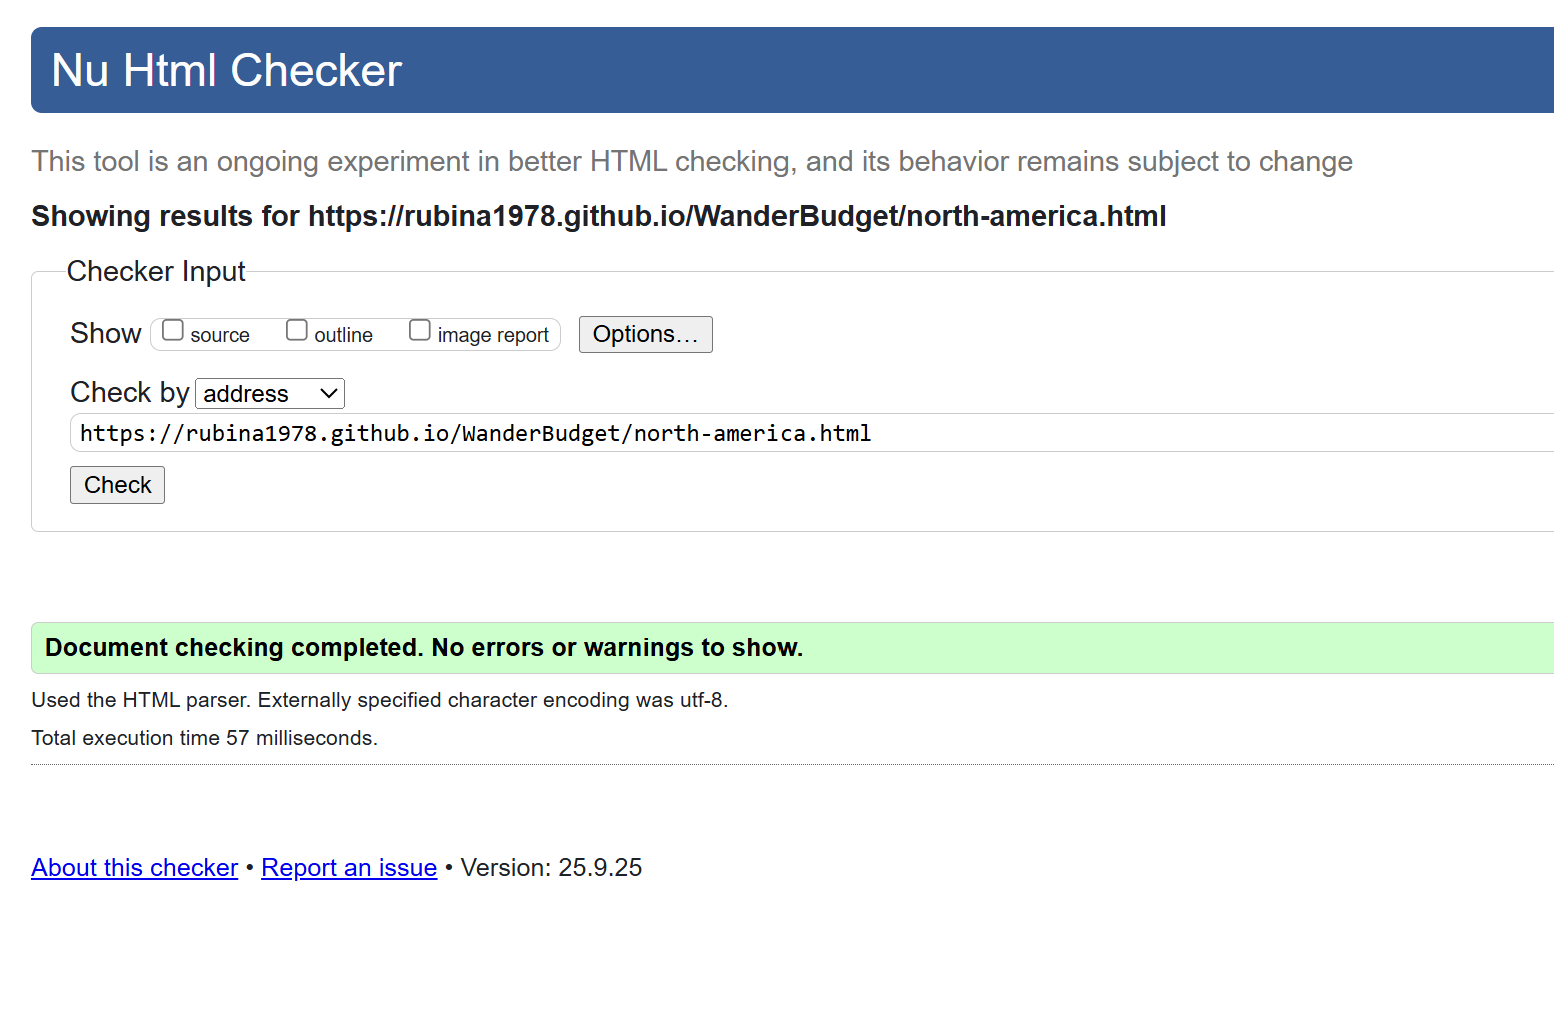 Nu Html Checker
This tool is an ongoing experiment in better HTML checking, and its behavior remains subject to change
Showing results for https://rubina1978.github.io/WanderBudget/north-america.html
Checker Input
Show source outline image report Options...
Check by address
https://rubina1978.github.io/WanderBudget/north-america.html
Check
Document checking completed. No errors or warnings to show.
Used the HTML parser. Externally specified character encoding was utf-8.
Total execution time 57 milliseconds.
About this checker • Report an issue • Version: 25.9.25